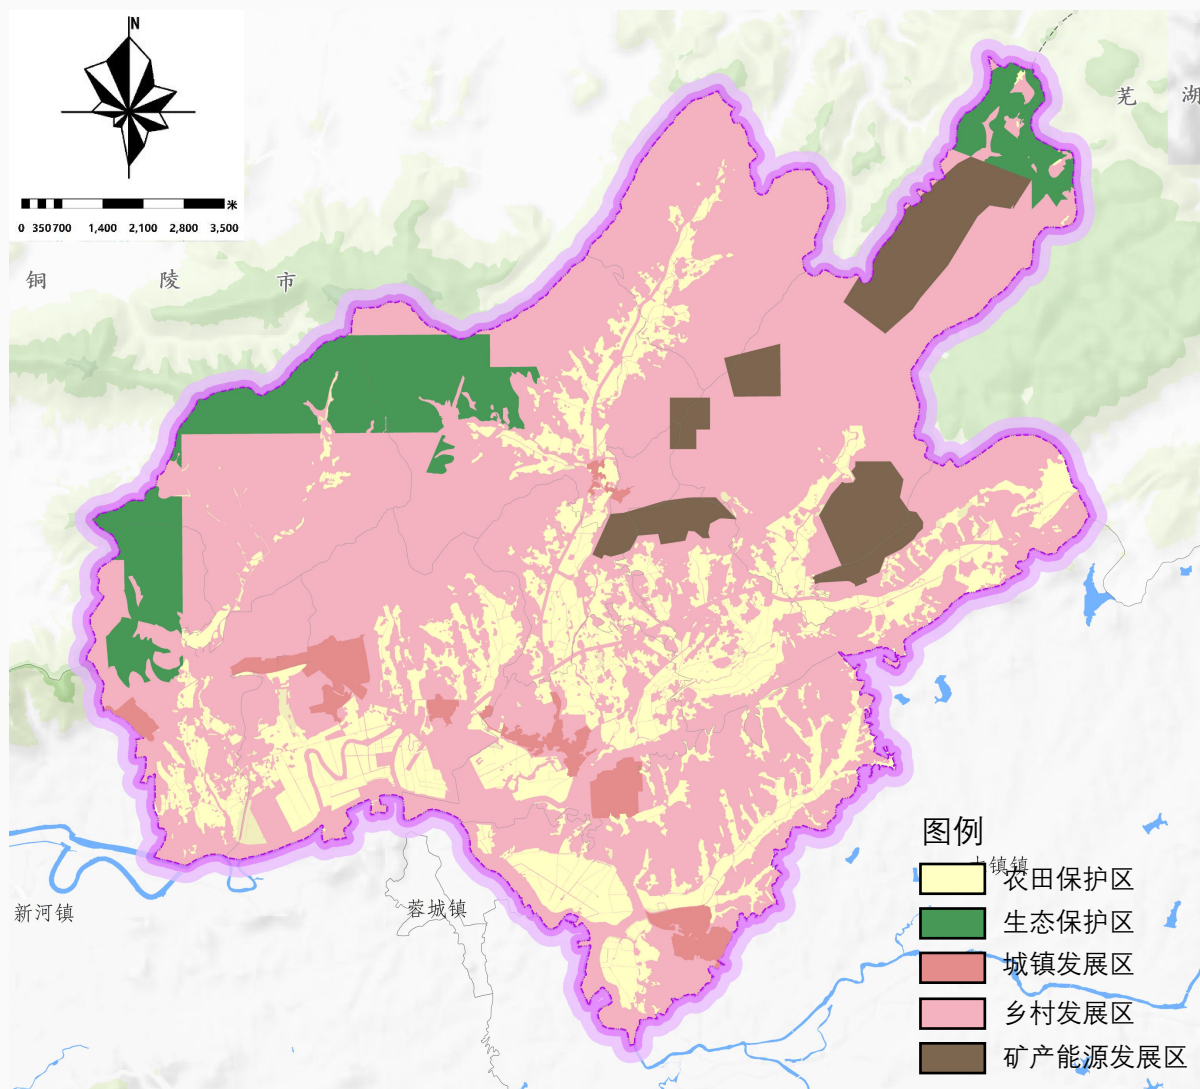 N
米
0 350 700 1,400 2,100 2,800 3,500
芜 湖
铜 陵 市
新河镇
蓉城镇
镇镇
图例
农田保护区
生态保护区
城镇发展区
乡村发展区
矿产能源发展区